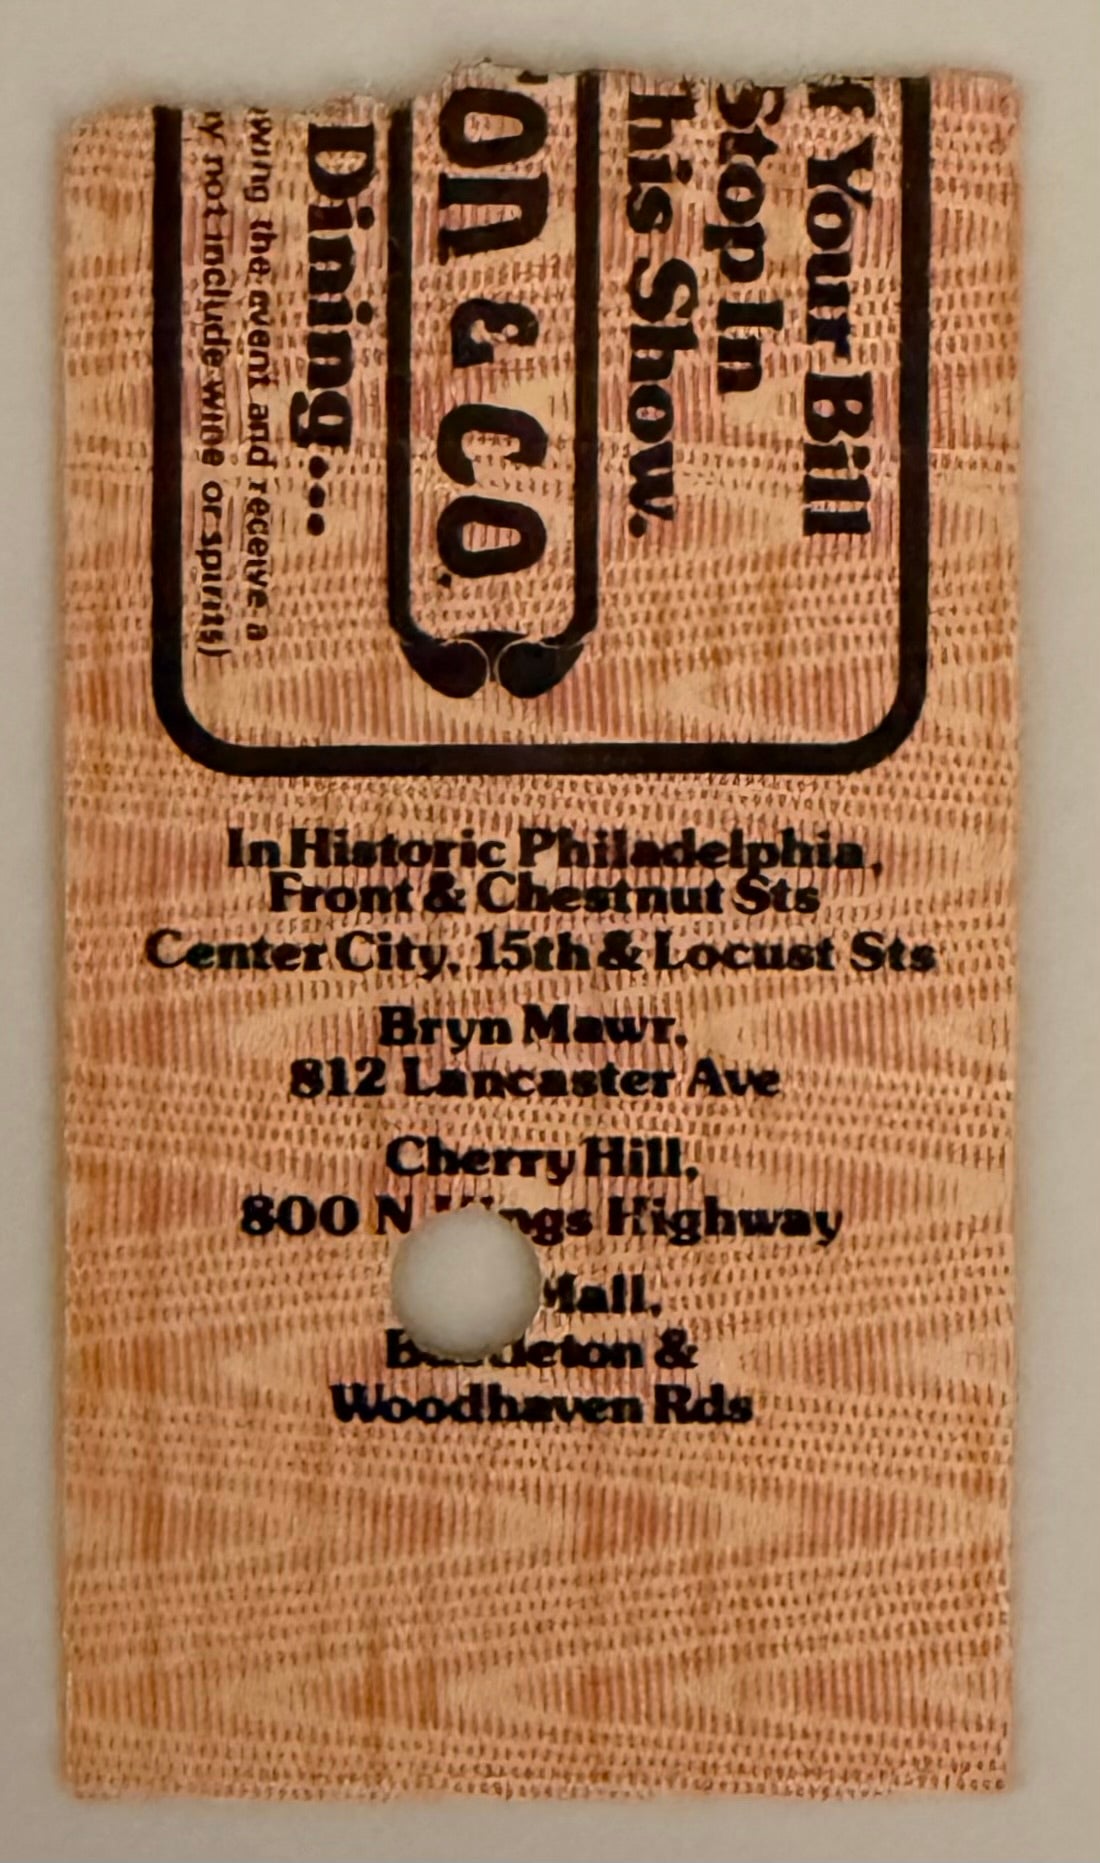 f Your Bill
Stop In
his Show.
on & CO.
Dining...
wing the event and receive a
y not include wine or spirits)
In Historic Philadelphia,
Front & Chestnut Sts
Center City, 15th & Locust Sts
Bryn Mawr,
812 Lancaster Ave
Cherry Hill,
800 N ings Highway
Mall,
B leton &
Woodhaven Rds